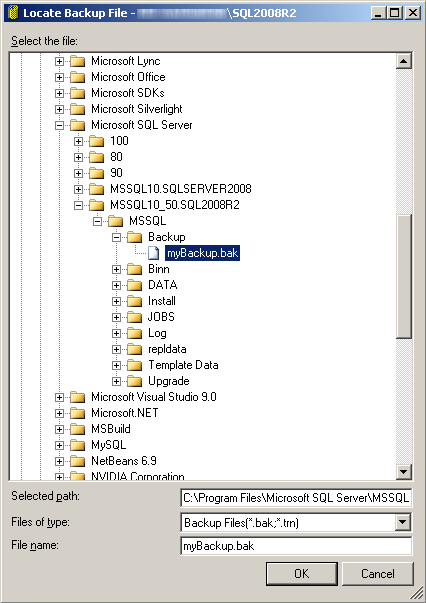 Locate Backup File - \SQL2008R2
Select the file:
Microsoft Lync
Microsoft Office
Microsoft SDKs
Microsoft Silverlight
Microsoft SQL Server
100
80
90
MSSQL10.SQLSERVER2008
MSSQL10_50.SQL2008R2
MSSQL
Backup
myBackup.bak
Binn
DATA
Install
JOBS
Log
repldata
Template Data
Upgrade
Microsoft Visual Studio 9.0
Microsoft.NET
MSBuild
MySQL
NetBeans 6.9
NVIDIA Corporation
Selected path: C:\Program Files\Microsoft SQL Server\MSSQL
Files of type: Backup Files(*.bak;*.trn)
File name: myBackup.bak
OK Cancel